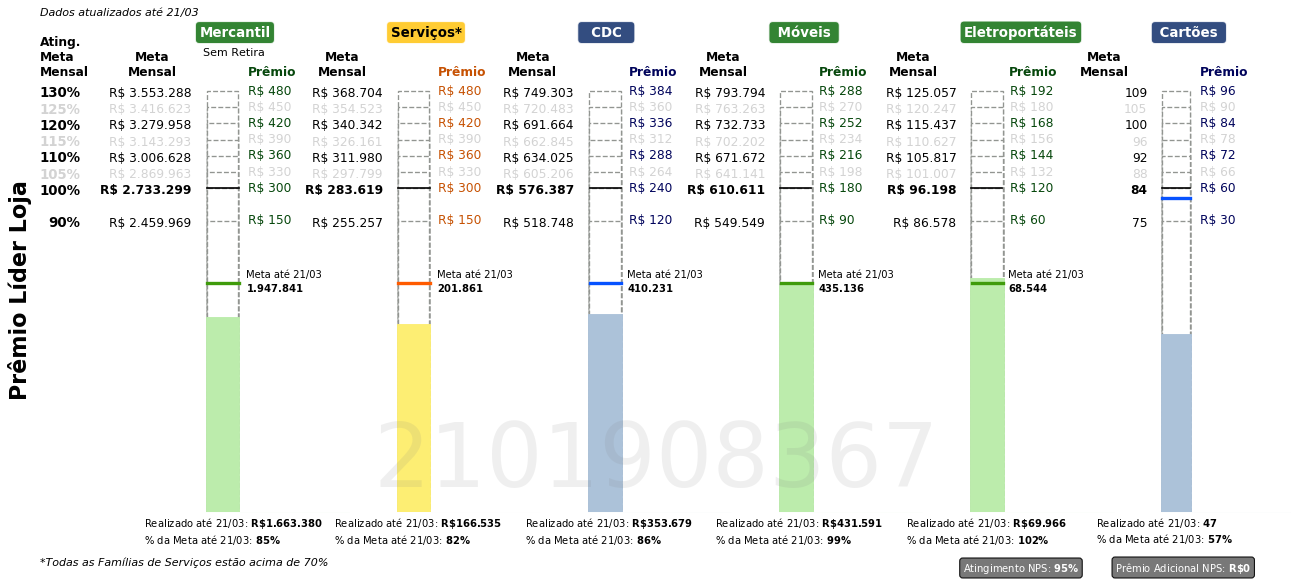 Dados atualizados até 21/03
Mercantil Serviços* CDC Móveis Eletroportáteis Cartões
Sem Retira
Ating. Meta Mensal Meta Mensal Prêmio Meta Mensal Prêmio Meta Mensal Prêmio Meta Mensal Prêmio Meta Mensal Prêmio Meta Mensal Prêmio
130% R$ 3.553.288 R$ 480 R$ 368.704 R$ 480 R$ 749.303 R$ 384 R$ 793.794 R$ 288 R$ 125.057 R$ 192 109 R$ 96
125% R$ 3.416.623 R$ 450 R$ 354.523 R$ 450 R$ 720.483 R$ 360 R$ 763.263 R$ 270 R$ 120.247 R$ 180 105 R$ 90
120% R$ 3.279.958 R$ 420 R$ 340.342 R$ 420 R$ 691.664 R$ 336 R$ 732.733 R$ 252 R$ 115.437 R$ 168 100 R$ 84
115% R$ 3.143.293 R$ 390 R$ 326.161 R$ 390 R$ 662.845 R$ 312 R$ 702.202 R$ 234 R$ 110.627 R$ 156 96 R$ 78
110% R$ 3.006.628 R$ 360 R$ 311.980 R$ 360 R$ 634.025 R$ 288 R$ 671.672 R$ 216 R$ 105.817 R$ 144 92 R$ 72
105% R$ 2.869.963 R$ 330 R$ 297.799 R$ 330 R$ 605.206 R$ 264 R$ 641.141 R$ 198 R$ 101.007 R$ 132 88 R$ 66
100% R$ 2.733.299 R$ 300 R$ 283.619 R$ 300 R$ 576.387 R$ 240 R$ 610.611 R$ 180 R$ 96.198 R$ 120 84 R$ 60
90% R$ 2.459.969 R$ 150 R$ 255.257 R$ 150 R$ 518.748 R$ 120 R$ 549.549 R$ 90 R$ 86.578 R$ 60 75 R$ 30
Prêmio Líder Loja
Meta até 21/03 Meta até 21/03 Meta até 21/03 Meta até 21/03 Meta até 21/03
1.947.841 201.861 410.231 435.136 68.544
2101908367
Realizado até 21/03: R$1.663.380 Realizado até 21/03: R$166.535 Realizado até 21/03: R$353.679 Realizado até 21/03: R$431.591 Realizado até 21/03: R$69.966 Realizado até 21/03: 47
% da Meta até 21/03: 85% % da Meta até 21/03: 82% % da Meta até 21/03: 86% % da Meta até 21/03: 99% % da Meta até 21/03: 102% % da Meta até 21/03: 57%
*Todas as Famílias de Serviços estão acima de 70% Atingimento NPS: 95% Prêmio Adicional NPS: R$0